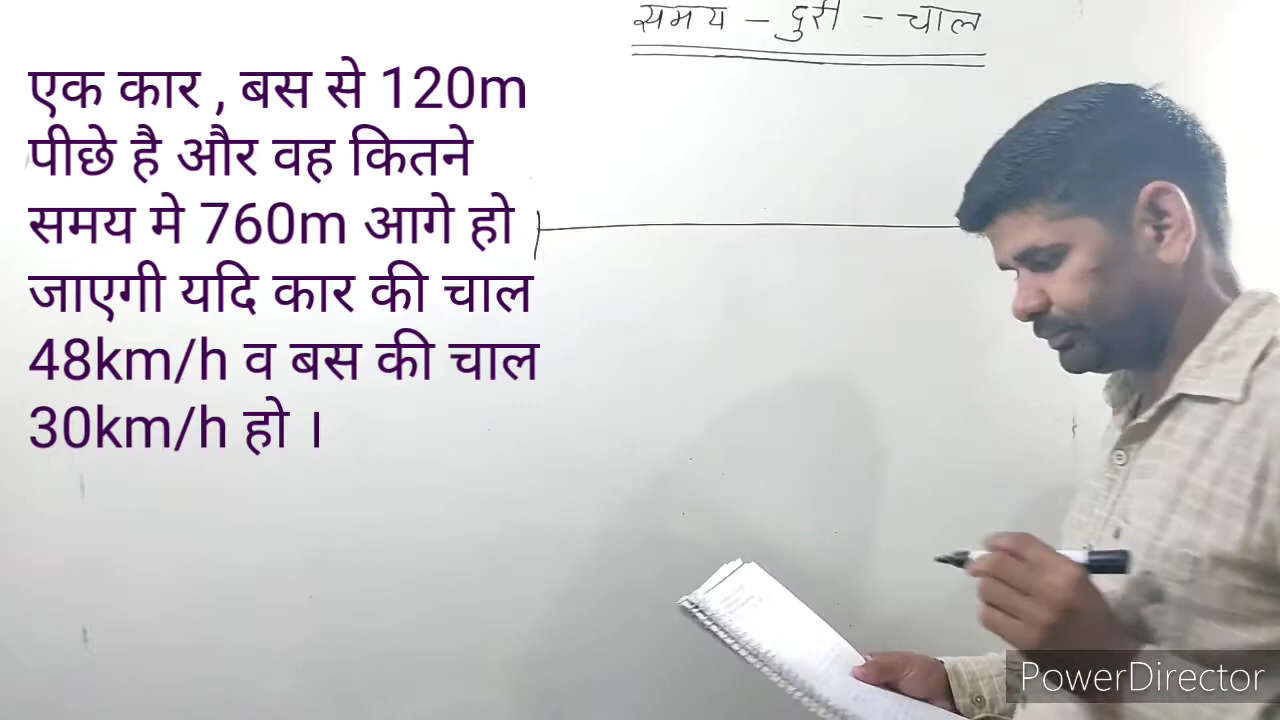 समय – दुरी – चाल
एक कार , बस से 120m
पीछे है और वह कितने
समय मे 760m आगे हो
जाएगी यदि कार की चाल
48km/h व बस की चाल
30km/h हो ।
PowerDirector